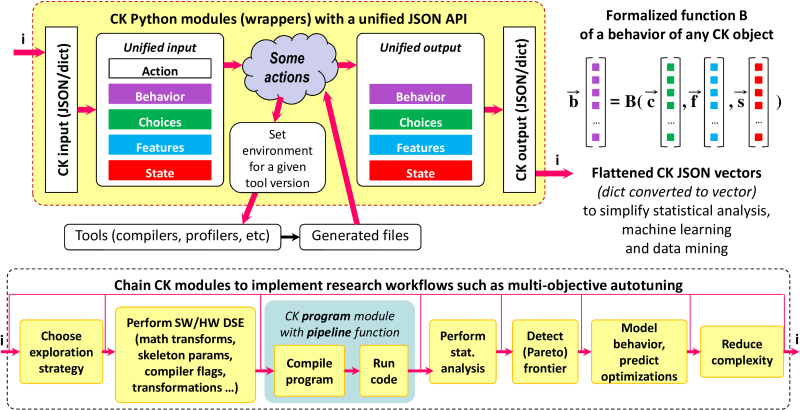 CK Python modules (wrappers) with a unified JSON API
i
CK input (JSON/dict)
Unified input
Action
Behavior
Choices
Features
State
Some
actions
Set
environment
for a given
tool version
Unified output
Behavior
Choices
Features
State
CK output (JSON/dict)
i
Tools (compilers, profilers, etc)
Generated files
Formalized function B
of a behavior of any CK object
b = B( c , f , s )
... ... ... ...
Flattened CK JSON vectors
(dict converted to vector)
to simplify statistical analysis,
machine learning
and data mining
Chain CK modules to implement research workflows such as multi-objective autotuning
i
Choose
exploration
strategy
Perform SW/HW DSE
(math transforms,
skeleton params,
compiler flags,
transformations ...)
CK program module
with pipeline function
Compile
program
Run
code
Perform
stat.
analysis
Detect
(Pareto)
frontier
Model
behavior,
predict
optimizations
Reduce
complexity
i